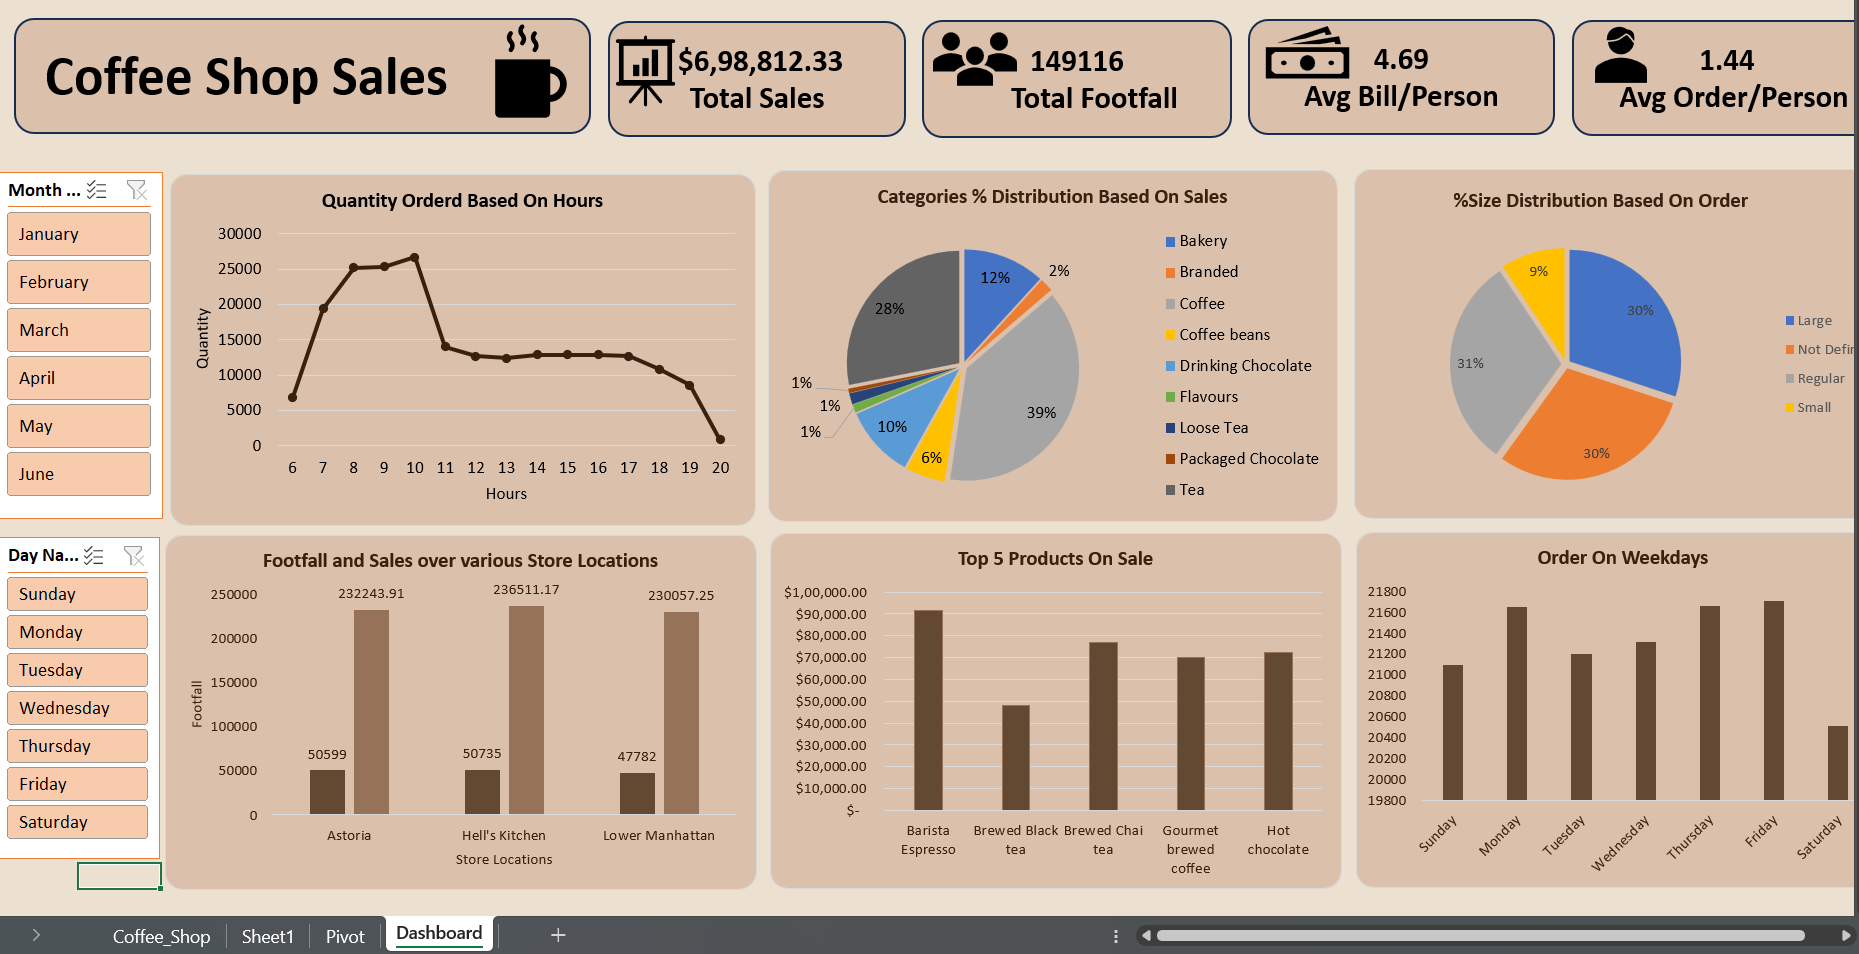 Coffee Shop Sales
$6,98,812.33
Total Sales
149116
Total Footfall
4.69
Avg Bill/Person
1.44
Avg Order/Person
Month ...
January
February
March
April
May
June
Quantity Orderd Based On Hours
30000
25000
20000
15000
10000
5000
0
Quantity
6 7 8 9 10 11 12 13 14 15 16 17 18 19 20
Hours
Categories % Distribution Based On Sales
12%
2%
39%
6%
10%
1%
1%
1%
28%
Bakery
Branded
Coffee
Coffee beans
Drinking Chocolate
Flavours
Loose Tea
Packaged Chocolate
Tea
%Size Distribution Based On Order
9%
30%
31%
30%
Large
Not Defin
Regular
Small
Day Na...
Sunday
Monday
Tuesday
Wednesday
Thursday
Friday
Saturday
Footfall and Sales over various Store Locations
250000
200000
150000
100000
50000
0
Footfall
50599
232243.91
50735
236511.17
47782
230057.25
Astoria
Hell's Kitchen
Lower Manhattan
Store Locations
Top 5 Products On Sale
$1,00,000.00
$90,000.00
$80,000.00
$70,000.00
$60,000.00
$50,000.00
$40,000.00
$30,000.00
$20,000.00
$10,000.00
$-
Barista
Espresso
Brewed Black
tea
Brewed Chai
tea
Gourmet
brewed
coffee
Hot
chocolate
Order On Weekdays
21800
21600
21400
21200
21000
20800
20600
20400
20200
20000
19800
Sunday
Monday
Tuesday
Wednesday
Thursday
Friday
Saturday
Coffee_Shop
Sheet1
Pivot
Dashboard